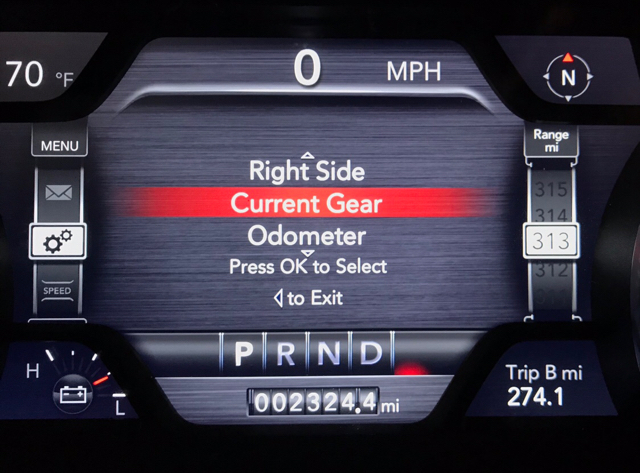 70 °F
0 MPH
N
MENU
Range
mi
Right Side
315
Current Gear
314
Odometer
313
Press OK to Select
312
SPEED
to Exit
P R N D
H
L
002324.4 mi
Trip B mi
274.1